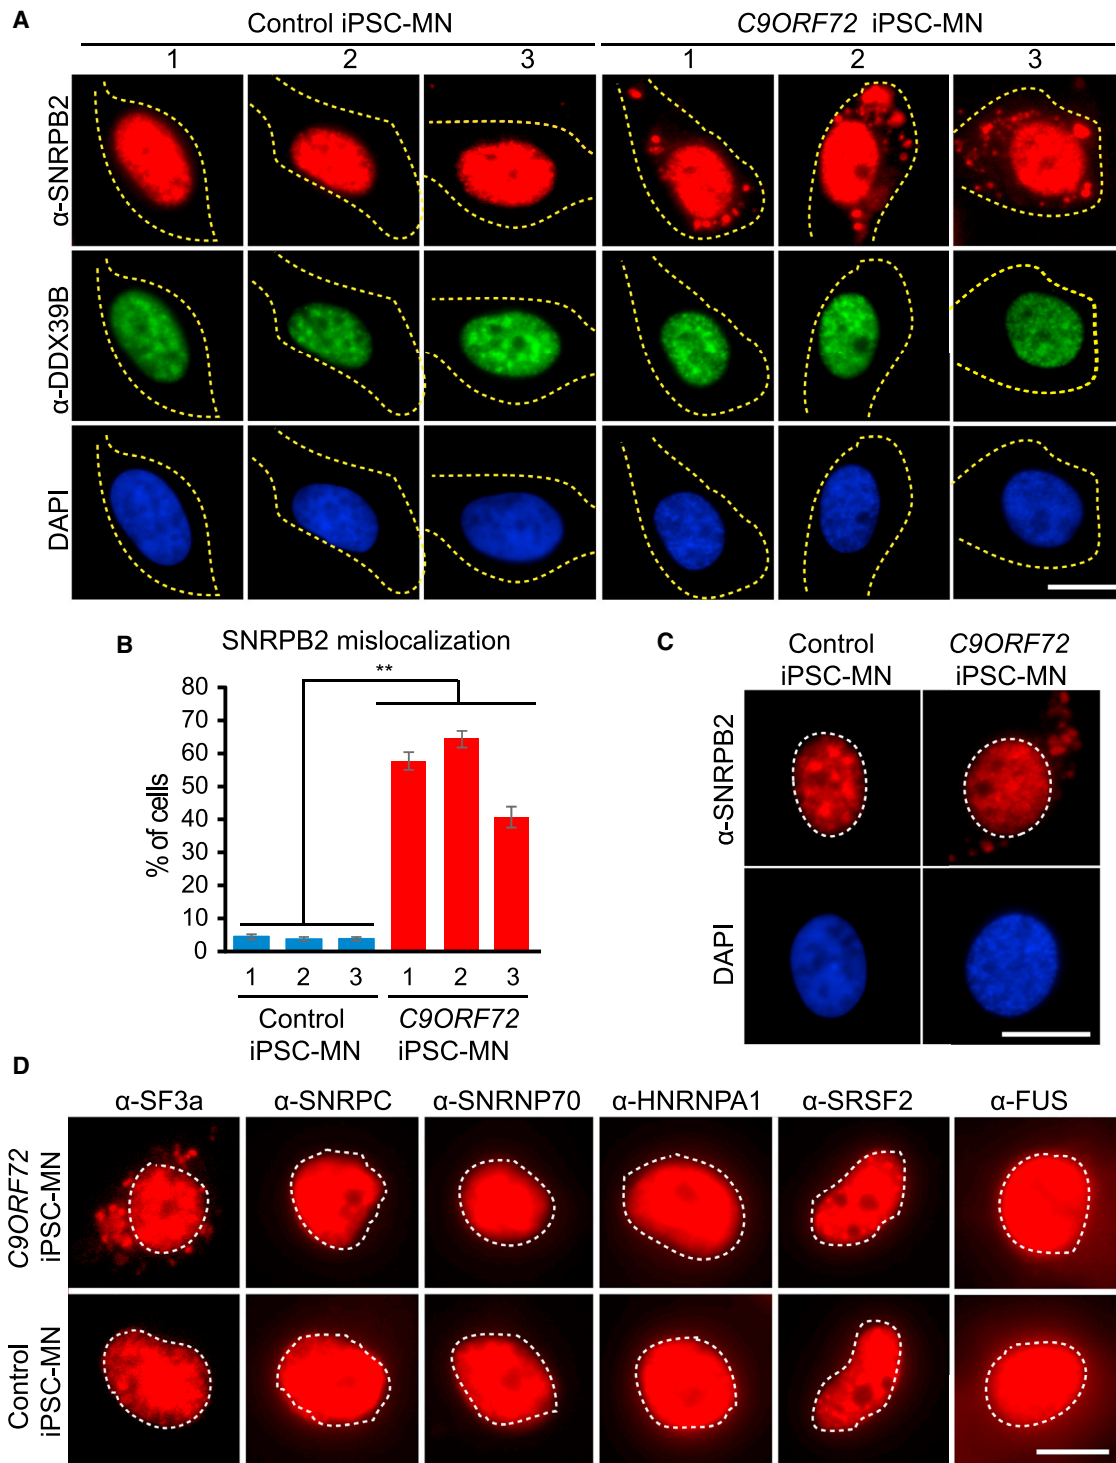 A
Control iPSC-MN
C9ORF72 iPSC-MN
1 2 3 1 2 3
α-SNRPB2
α-DDX39B
DAPI
B
SNRPB2 mislocalization
**
% of cells
80
70
60
50
40
30
20
10
0
1 2 3 1 2 3
Control
iPSC-MN
C9ORF72
iPSC-MN
C
Control
iPSC-MN
C9ORF72
iPSC-MN
α-SNRPB2
DAPI
D
α-SF3a α-SNRPC α-SNRNP70 α-HNRNPA1 α-SRSF2 α-FUS
C9ORF72
iPSC-MN
Control
iPSC-MN